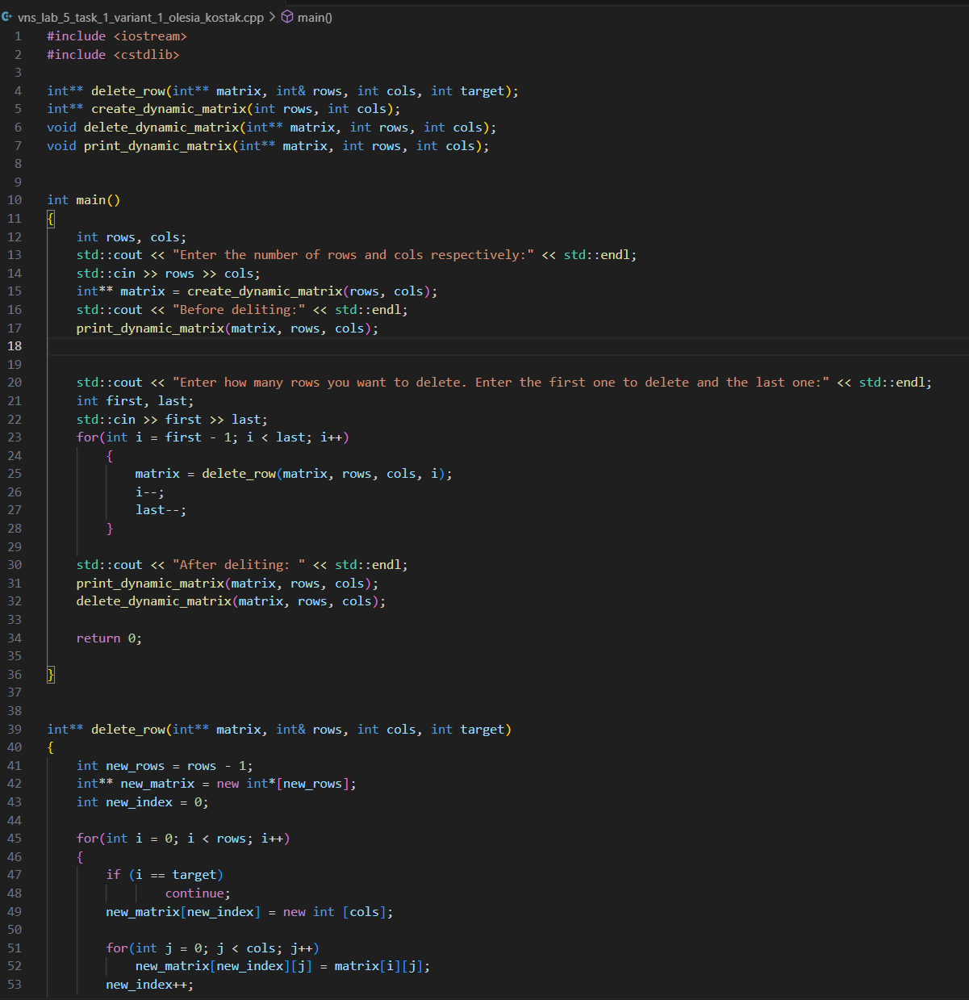 vns_lab_5_task_1_variant_1_olesia_kostak.cpp > main()
1 #include <iostream>
2 #include <cstdlib>
3
4 int** delete_row(int** matrix, int& rows, int cols, int target);
5 int** create_dynamic_matrix(int rows, int cols);
6 void delete_dynamic_matrix(int** matrix, int rows, int cols);
7 void print_dynamic_matrix(int** matrix, int rows, int cols);
8
9
10 int main()
11 {
12     int rows, cols;
13     std::cout << "Enter the number of rows and cols respectively:" << std::endl;
14     std::cin >> rows >> cols;
15     int** matrix = create_dynamic_matrix(rows, cols);
16     std::cout << "Before deliting:" << std::endl;
17     print_dynamic_matrix(matrix, rows, cols);
18
19
20     std::cout << "Enter how many rows you want to delete. Enter the first one to delete and the last one:" << std::endl;
21     int first, last;
22     std::cin >> first >> last;
23     for(int i = first - 1; i < last; i++)
24         {
25             matrix = delete_row(matrix, rows, cols, i);
26             i--;
27             last--;
28         }
29
30     std::cout << "After deliting: " << std::endl;
31     print_dynamic_matrix(matrix, rows, cols);
32     delete_dynamic_matrix(matrix, rows, cols);
33
34     return 0;
35
36 }
37
38
39 int** delete_row(int** matrix, int& rows, int cols, int target)
40 {
41     int new_rows = rows - 1;
42     int** new_matrix = new int*[new_rows];
43     int new_index = 0;
44
45     for(int i = 0; i < rows; i++)
46     {
47         if (i == target)
48                 continue;
49         new_matrix[new_index] = new int [cols];
50
51         for(int j = 0; j < cols; j++)
52             new_matrix[new_index][j] = matrix[i][j];
53         new_index++;